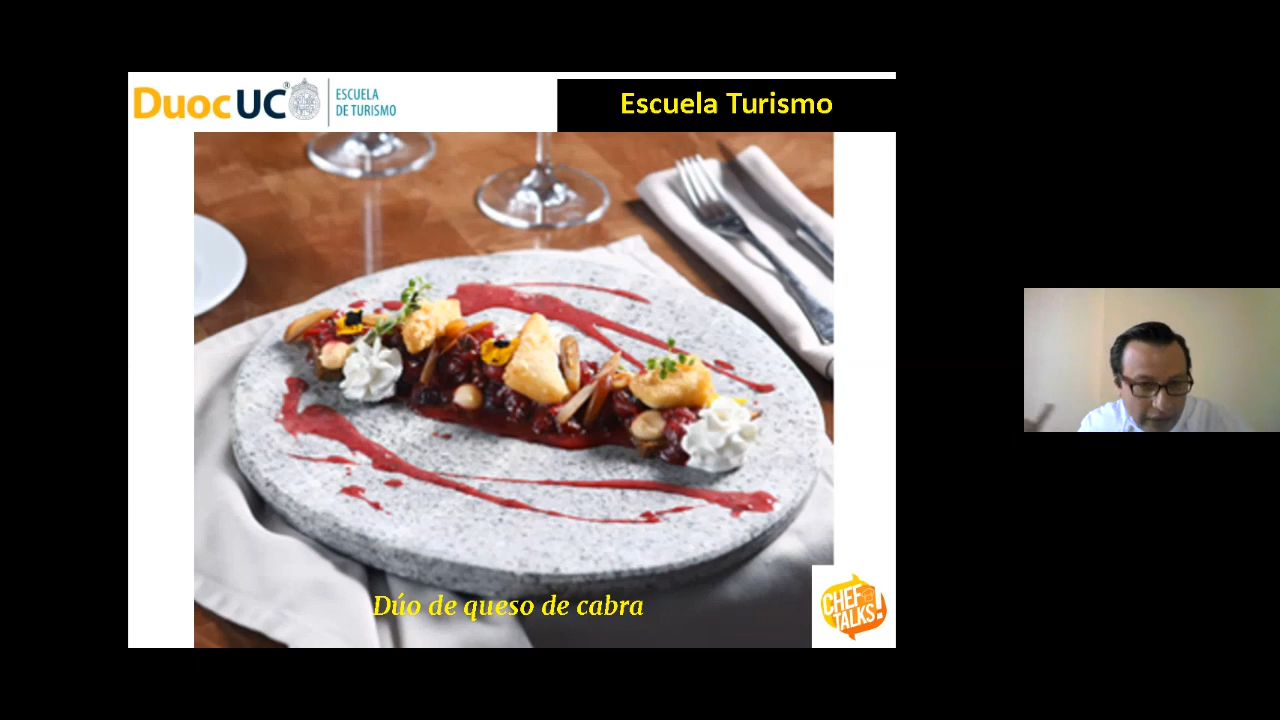 Duoc UC®
ESCUELA
DE TURISMO
Escuela Turismo
Dúo de queso de cabra
CHEF
TALKS!